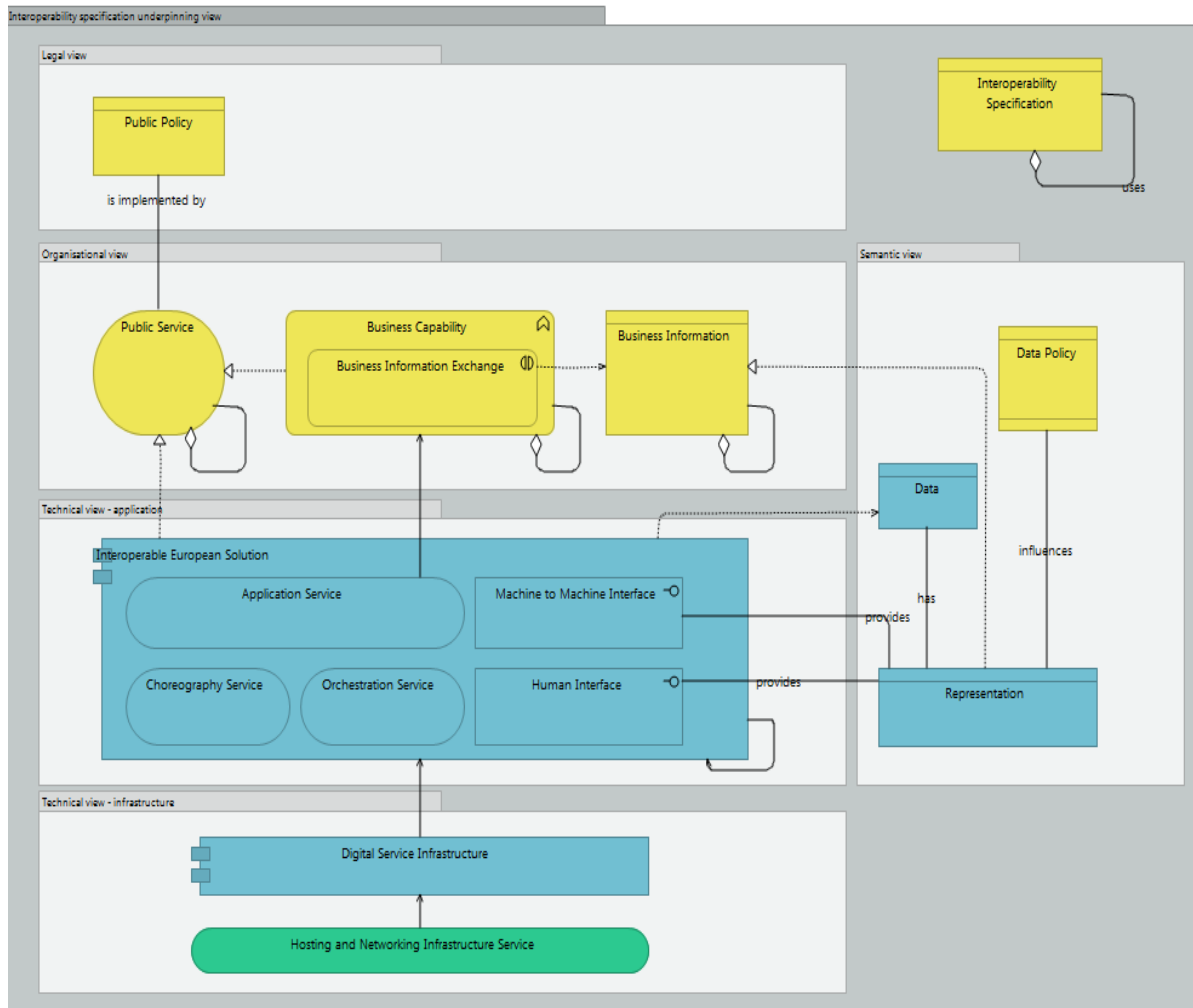 Interoperability specification underpinning view
Legal view
Public Policy
is implemented by
Interoperability
Specification
uses
Organisational view
Public Service
Business Capability
Business Information Exchange
Business Information
Semantic view
Data Policy
Data
influences
has
provides
provides
Representation
Technical view - application
Interoperable European Solution
Application Service
Machine to Machine Interface
Choreography Service
Orchestration Service
Human Interface
Technical view - infrastructure
Digital Service Infrastructure
Hosting and Networking Infrastructure Service